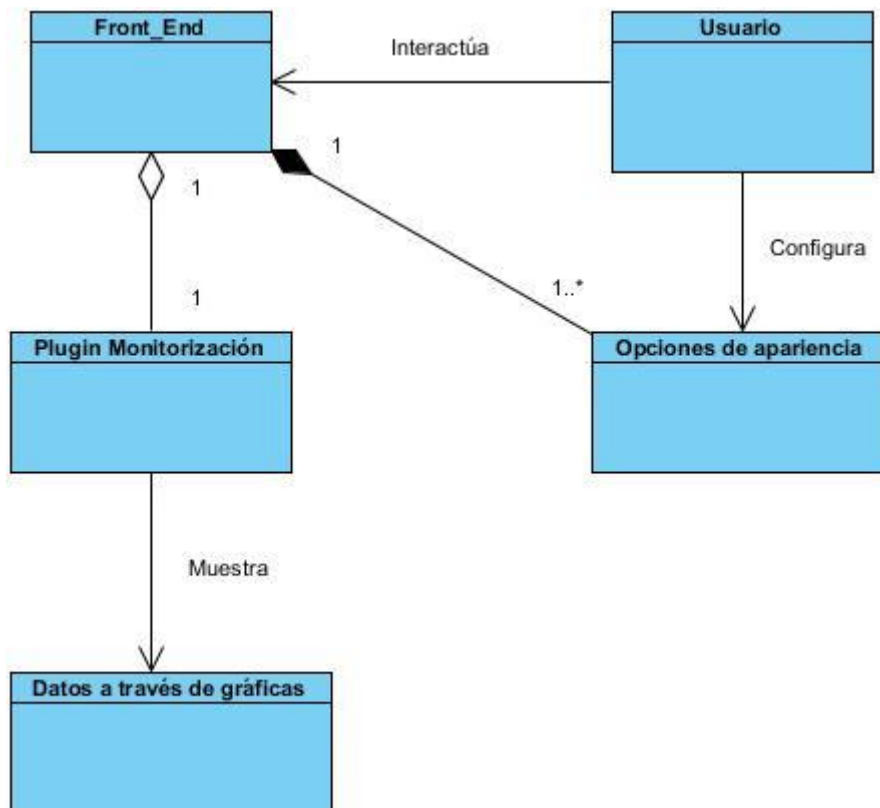 Front_End
Usuario
Interactúa
1
1
Configura
1..*
1
Plugin Monitorización
Opciones de apariencia
Muestra
Datos a través de gráficas